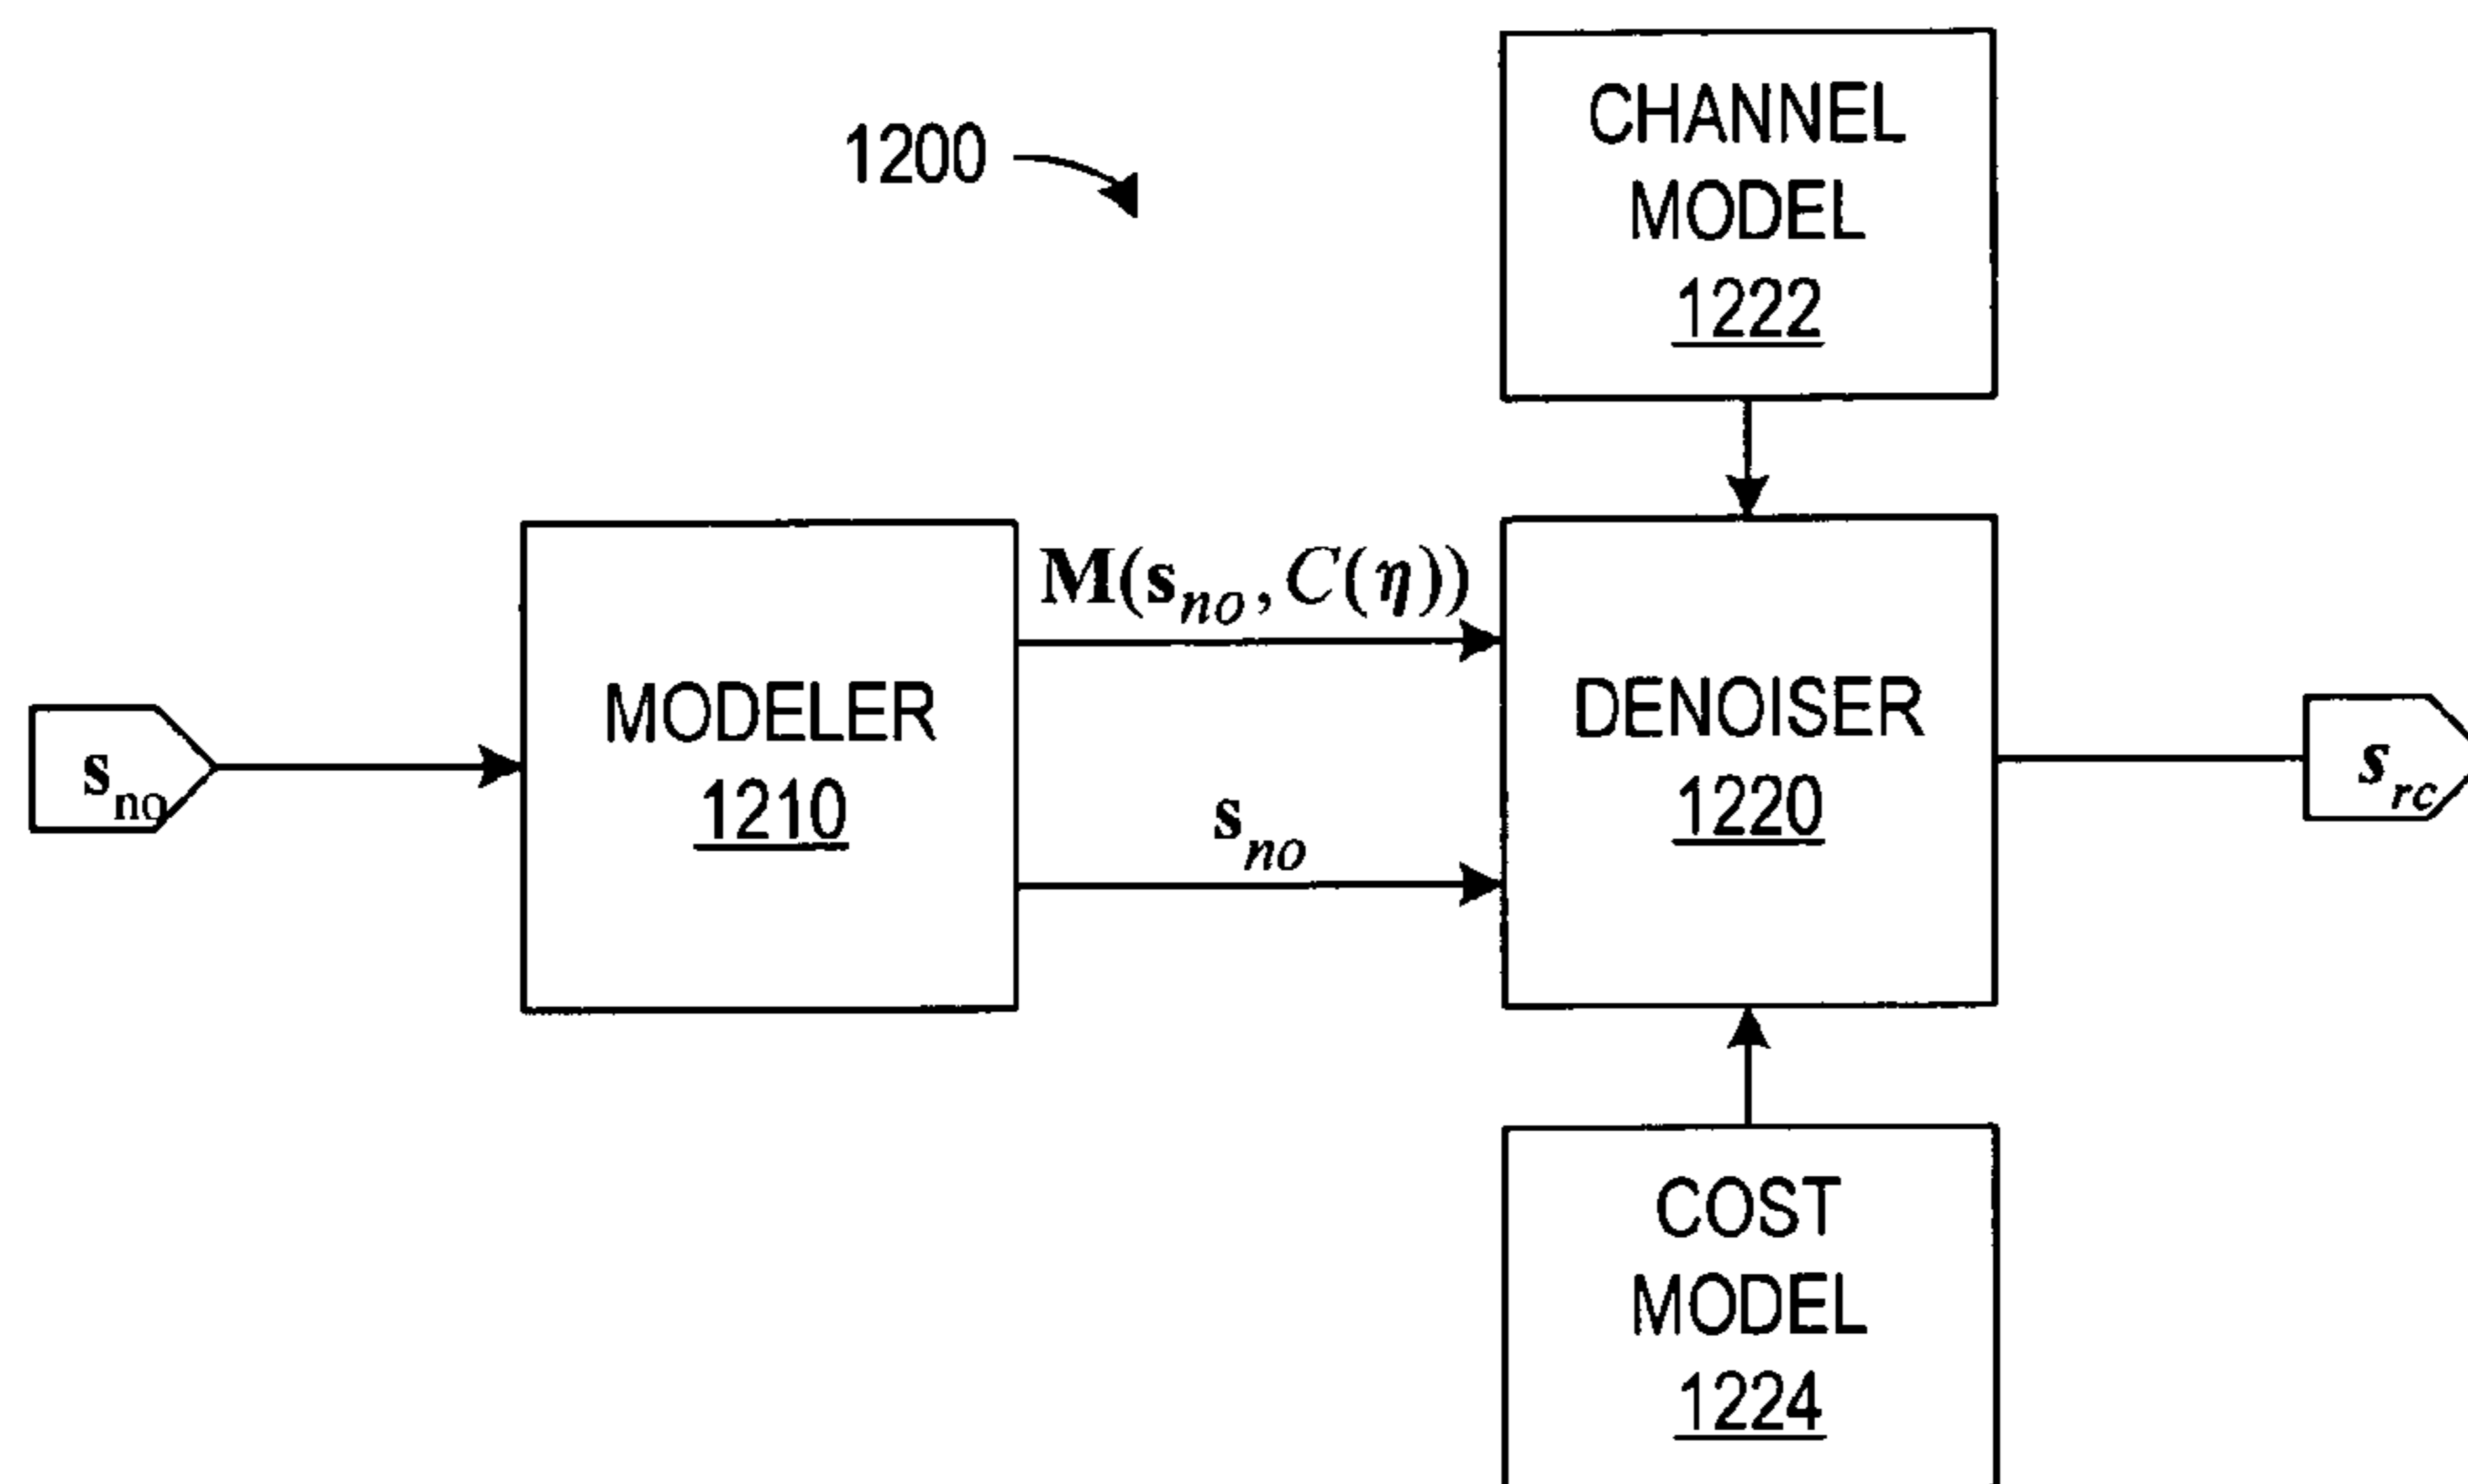 1200
CHANNEL
MODEL
1222
M(s_no, C(η))
MODELER
1210
DENOISER
1220
s_no
s_no
s_rc
COST
MODEL
1224